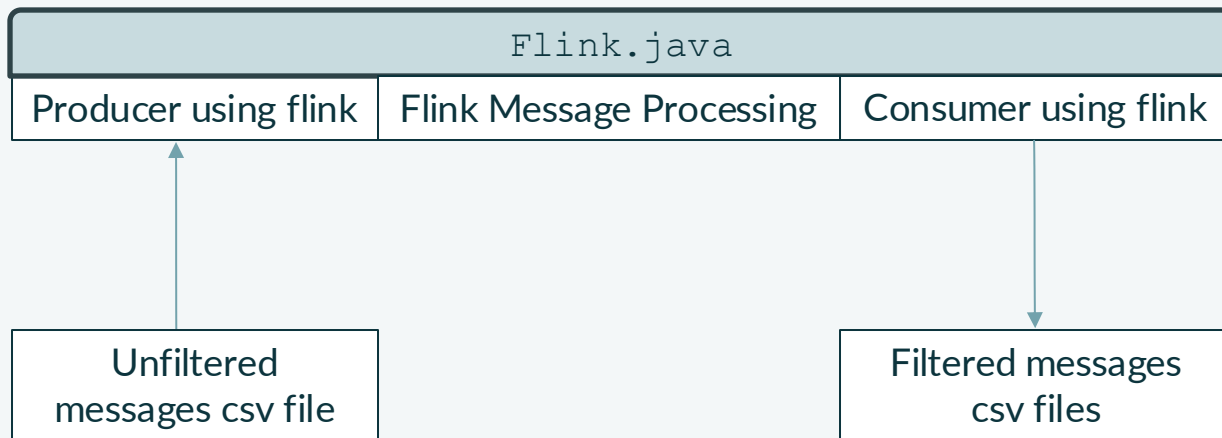 Flink.java
Producer using flink
Flink Message Processing
Consumer using flink
Unfiltered
messages csv file
Filtered messages
csv files